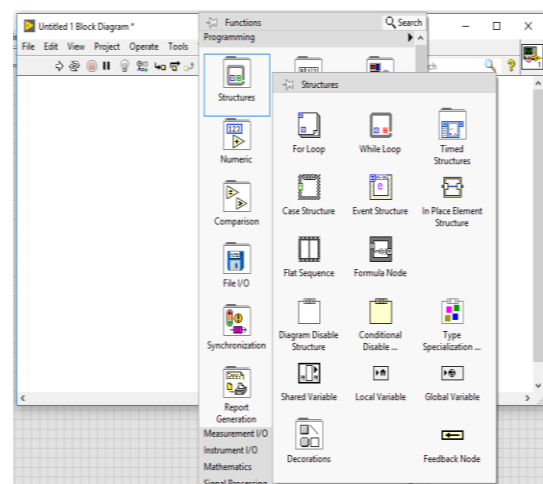 Untitled 1 Block Diagram *
File Edit View Project Operate Tools
Functions
Search
Programming
Structures
Numeric
123
Comparison
File I/O
Synchronization
Report
Generation
Measurement I/O
Instrument I/O
Mathematics
Signal Processing
Structures
For Loop
While Loop
Timed
Structures
Case Structure
Event Structure
In Place Element
Structure
Flat Sequence
Formula Node
Diagram Disable
Structure
Conditional
Disable ...
Type
Specialization ...
Shared Variable
Local Variable
Global Variable
Decorations
Feedback Node